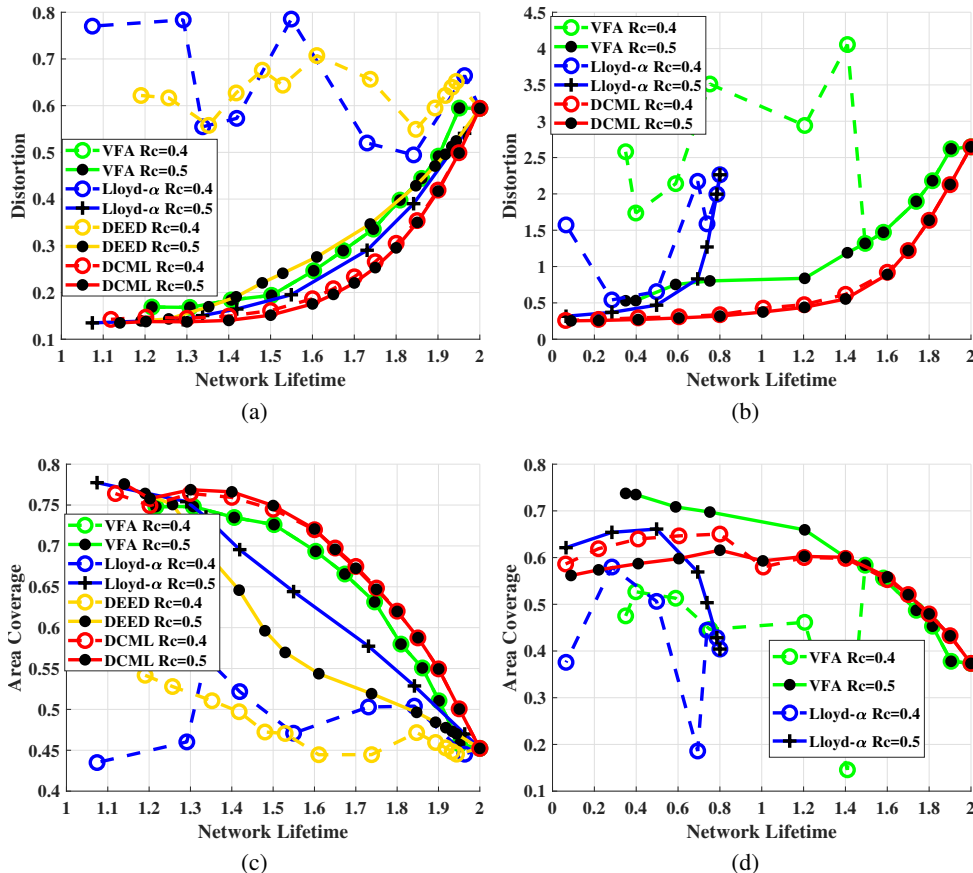 0.8
0.7
0.6
0.5
0.4
0.3
0.2
0.1
Distortion
VFA Rc=0.4
VFA Rc=0.5
Lloyd-α Rc=0.4
Lloyd-α Rc=0.5
DEED Rc=0.4
DEED Rc=0.5
DCML Rc=0.4
DCML Rc=0.5
1 1.1 1.2 1.3 1.4 1.5 1.6 1.7 1.8 1.9 2
Network Lifetime
(a)
4.5
4
3.5
3
2.5
2
1.5
1
0.5
0
Distortion
VFA Rc=0.4
VFA Rc=0.5
Lloyd-α Rc=0.4
Lloyd-α Rc=0.5
DCML Rc=0.4
DCML Rc=0.5
0 0.2 0.4 0.6 0.8 1 1.2 1.4 1.6 1.8 2
Network Lifetime
(b)
0.8
0.75
0.7
0.65
0.6
0.55
0.5
0.45
0.4
Area Coverage
VFA Rc=0.4
VFA Rc=0.5
Lloyd-α Rc=0.4
Lloyd-α Rc=0.5
DEED Rc=0.4
DEED Rc=0.5
DCML Rc=0.4
DCML Rc=0.5
1 1.1 1.2 1.3 1.4 1.5 1.6 1.7 1.8 1.9 2
Network Lifetime
(c)
0.8
0.7
0.6
0.5
0.4
0.3
0.2
0.1
Area Coverage
VFA Rc=0.4
VFA Rc=0.5
Lloyd-α Rc=0.4
Lloyd-α Rc=0.5
0 0.2 0.4 0.6 0.8 1 1.2 1.4 1.6 1.8 2
Network Lifetime
(d)